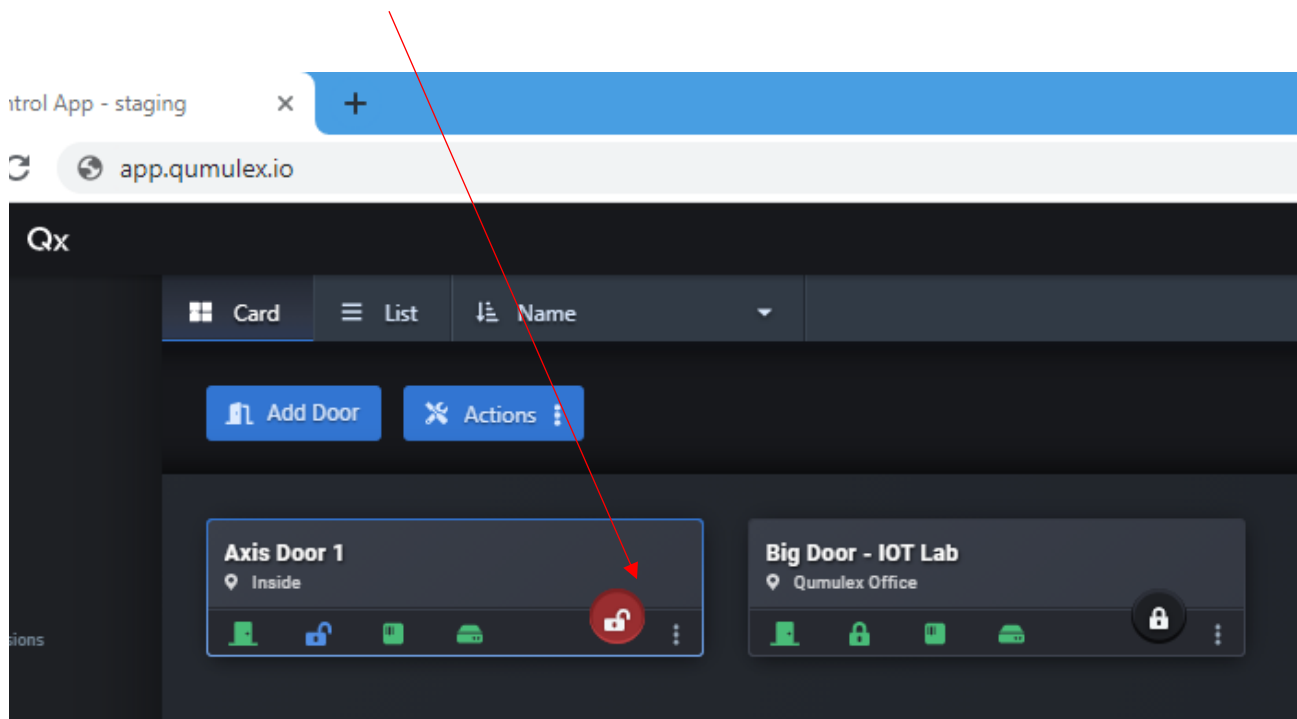 ntrol App - staging
app.qumulex.io
Qx
Card List Name
Add Door Actions
Axis Door 1
Inside
Big Door - IOT Lab
Qumulex Office
sions